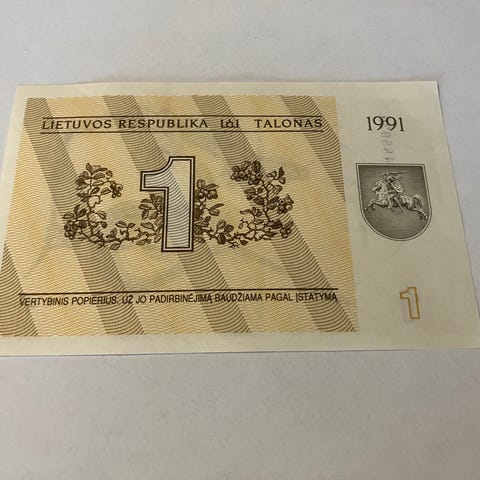 LIETUVOS RESPUBLIKA TALONAS
1991
1
VERTYBINIS POPIERIUS, UŽ JO PADIRBINĖJIMĄ BAUDŽIAMA PAGAL ĮSTATYMĄ
1